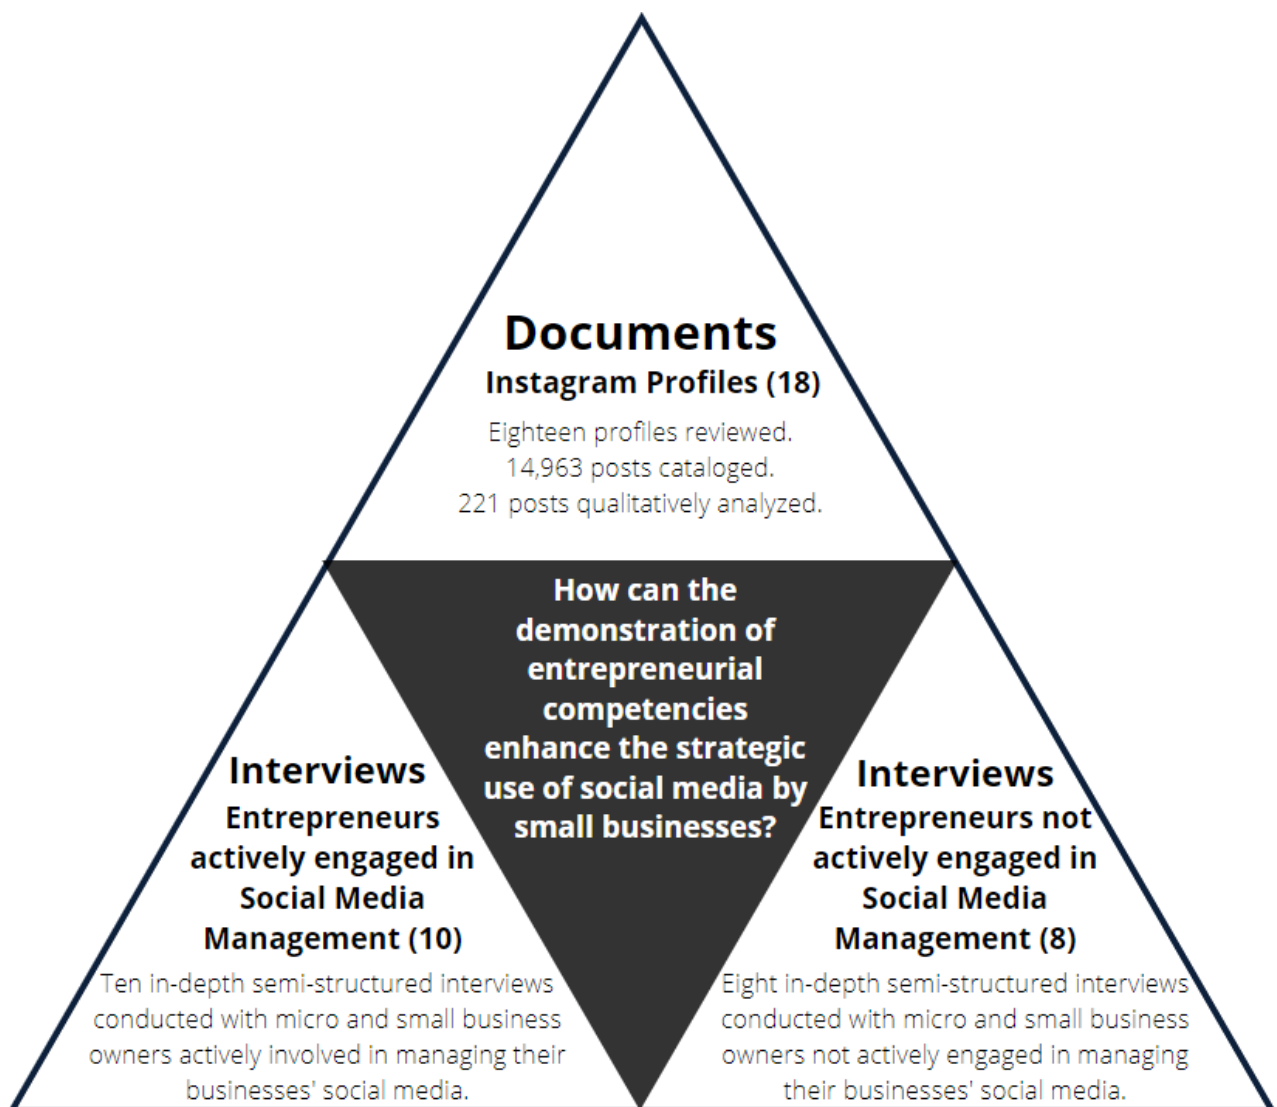 Documents
Instagram Profiles (18)
Eighteen profiles reviewed.
14,963 posts cataloged.
221 posts qualitatively analyzed.
How can the
demonstration of
entrepreneurial
competencies
enhance the strategic
use of social media by
small businesses?
Interviews
Entrepreneurs
actively engaged in
Social Media
Management (10)
Ten in-depth semi-structured interviews
conducted with micro and small business
owners actively involved in managing their
businesses' social media.
Interviews
Entrepreneurs not
actively engaged in
Social Media
Management (8)
Eight in-depth semi-structured interviews
conducted with micro and small business
owners not actively engaged in managing
their businesses' social media.